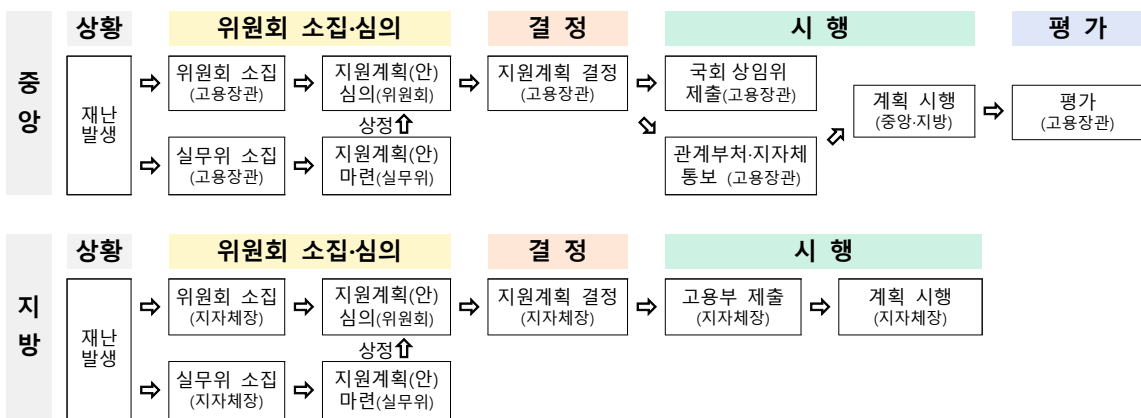 상황
위원회 소집·심의
결 정
시 행
평 가
중
앙
재난
발생
위원회 소집
(고용장관)
지원계획(안)
심의(위원회)
지원계획 결정
(고용장관)
국회 상임위
제출(고용장관)
계획 시행
(중앙·지방)
평가
(고용장관)
상정
실무위 소집
(고용장관)
지원계획(안)
마련(실무위)
관계부처·지자체
통보 (고용장관)
상황
위원회 소집·심의
결 정
시 행
지
방
재난
발생
위원회 소집
(지자체장)
지원계획(안)
심의(위원회)
지원계획 결정
(지자체장)
고용부 제출
(지자체장)
계획 시행
(지자체장)
상정
실무위 소집
(지자체장)
지원계획(안)
마련(실무위)